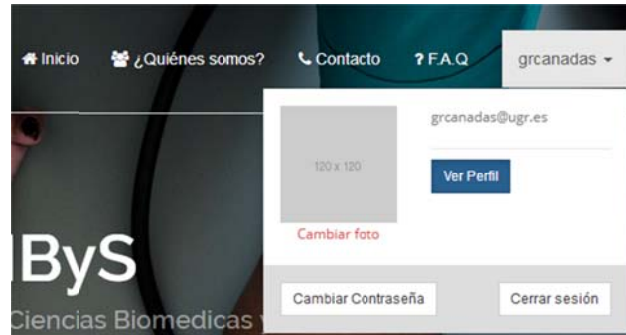 Inicio ¿Quiénes somos? Contacto ? F.A.Q grcanadas
grcanadas@ugr.es
120 x 120
Ver Perfil
Cambiar foto
IByS
Ciencias Biomedicas y
Cambiar Contraseña Cerrar sesión